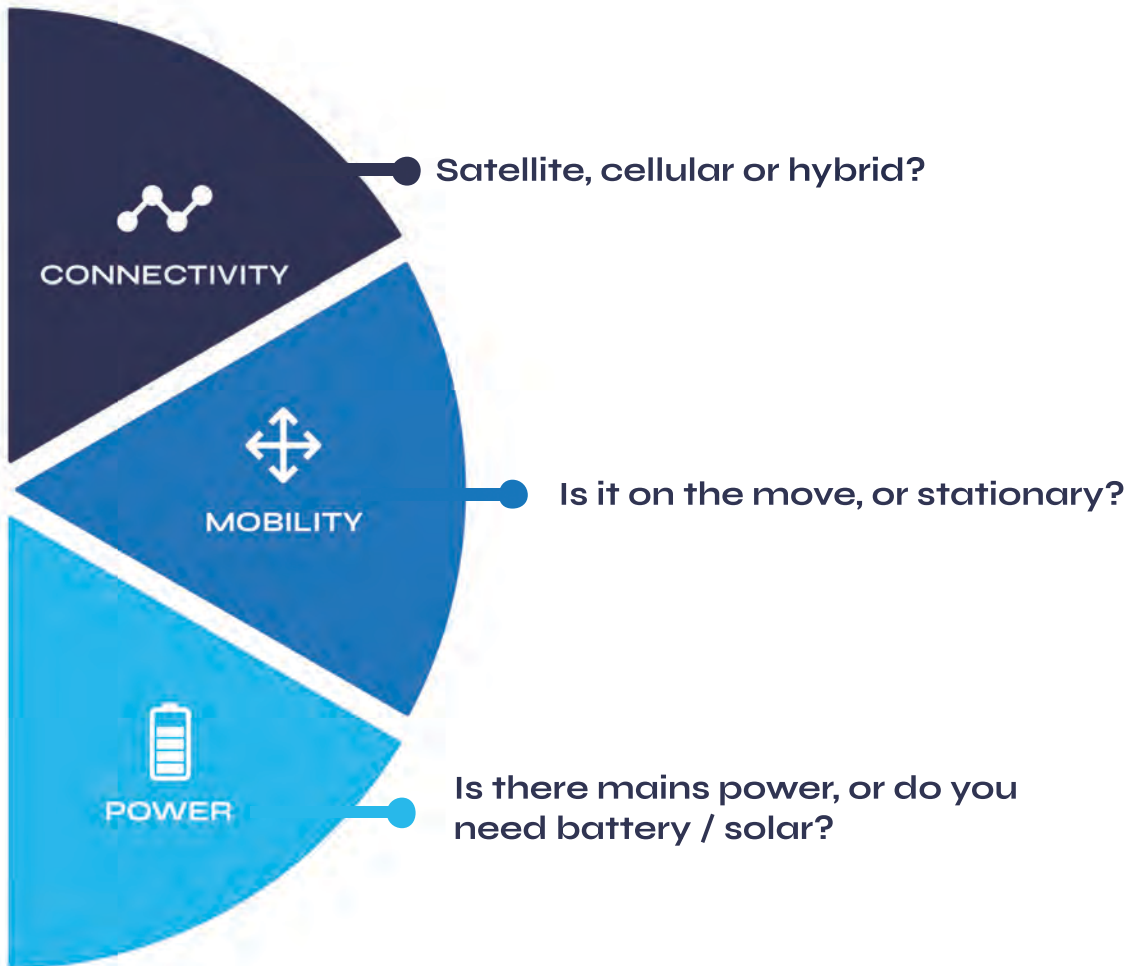 CONNECTIVITY
Satellite, cellular or hybrid?
MOBILITY
Is it on the move, or stationary?
POWER
Is there mains power, or do you
need battery / solar?